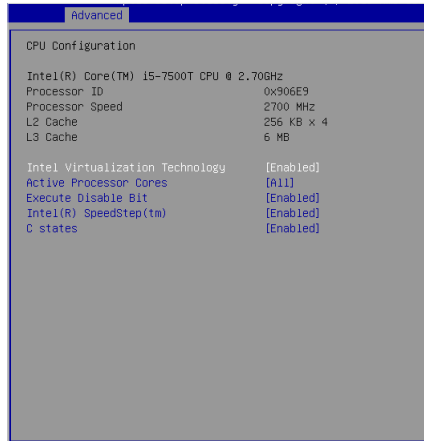 Advanced
CPU Configuration
Intel(R) Core(TM) i5-7500T CPU @ 2.70GHz
Processor ID 0x906E9
Processor Speed 2700 MHz
L2 Cache 256 KB x 4
L3 Cache 6 MB
Intel Virtualization Technology [Enabled]
Active Processor Cores [All]
Execute Disable Bit [Enabled]
Intel(R) SpeedStep(tm) [Enabled]
C states [Enabled]